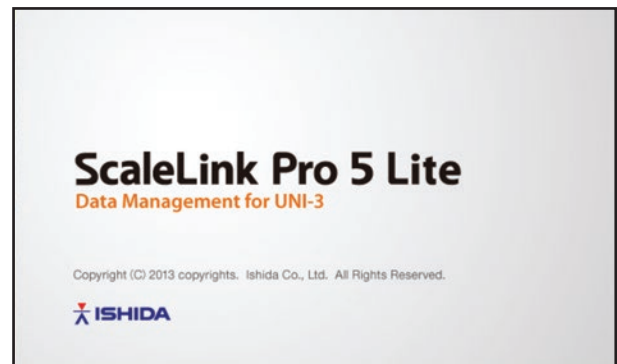 ScaleLink Pro 5 Lite
Data Management for UNI-3
Copyright (C) 2013 copyrights. Ishida Co., Ltd. All Rights Reserved.
ISHIDA